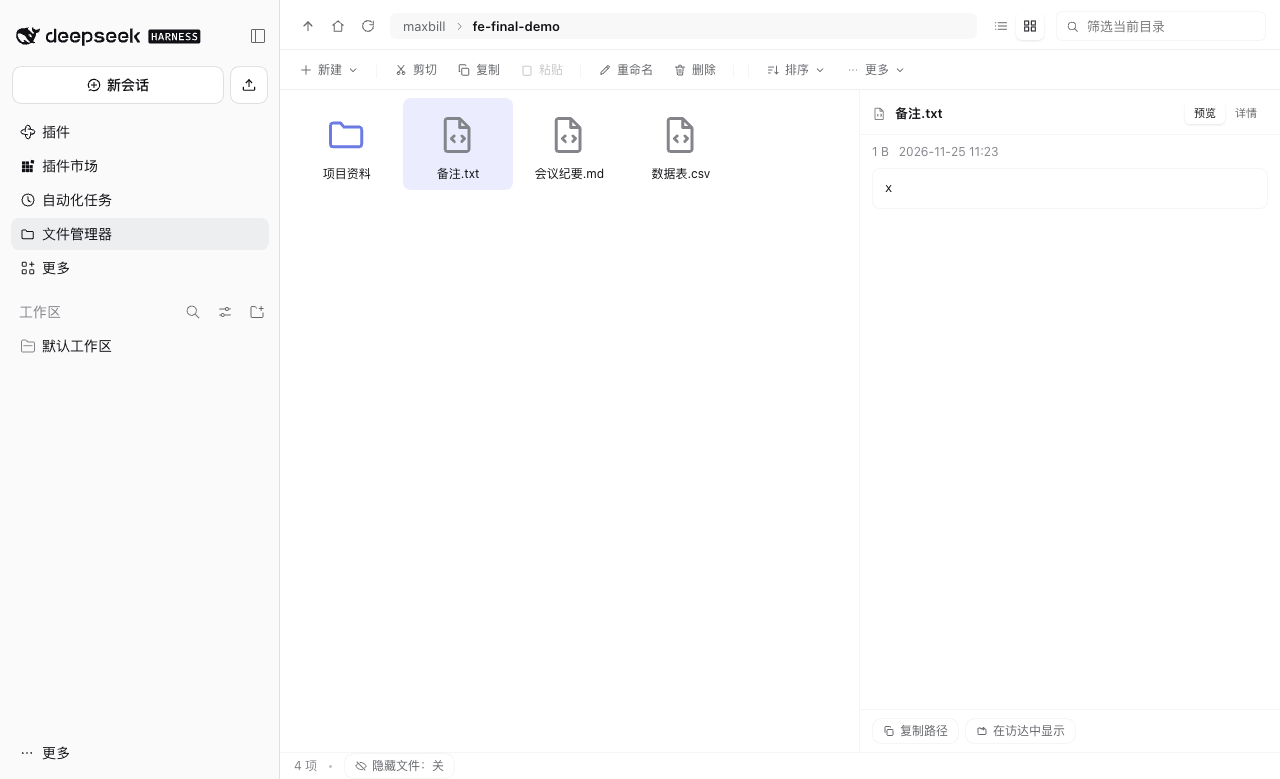 deepseek HARNESS
新会话
插件
插件市场
自动化任务
文件管理器
更多
工作区
默认工作区
更多
maxbill > fe-final-demo
筛选当前目录
新建 剪切 复制 粘贴 重命名 删除 排序 更多
项目资料
备注.txt
会议纪要.md
数据表.csv
备注.txt
预览 详情
1 B 2026-11-25 11:23
x
复制路径 在访达中显示
4 项 • 隐藏文件：关